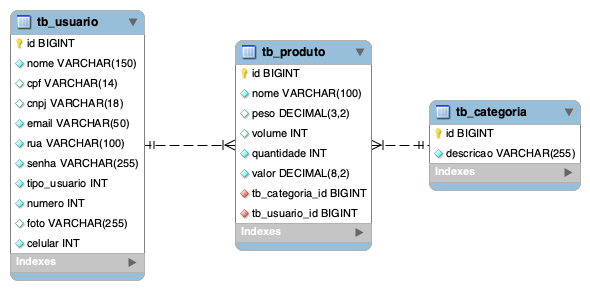 tb_usuario
id BIGINT
nome VARCHAR(150)
cpf VARCHAR(14)
cnpj VARCHAR(18)
email VARCHAR(50)
rua VARCHAR(100)
senha VARCHAR(255)
tipo_usuario INT
numero INT
foto VARCHAR(255)
celular INT
Indexes
tb_produto
id BIGINT
nome VARCHAR(100)
peso DECIMAL(3,2)
volume INT
quantidade INT
valor DECIMAL(8,2)
tb_categoria_id BIGINT
tb_usuario_id BIGINT
Indexes
tb_categoria
id BIGINT
descricao VARCHAR(255)
Indexes